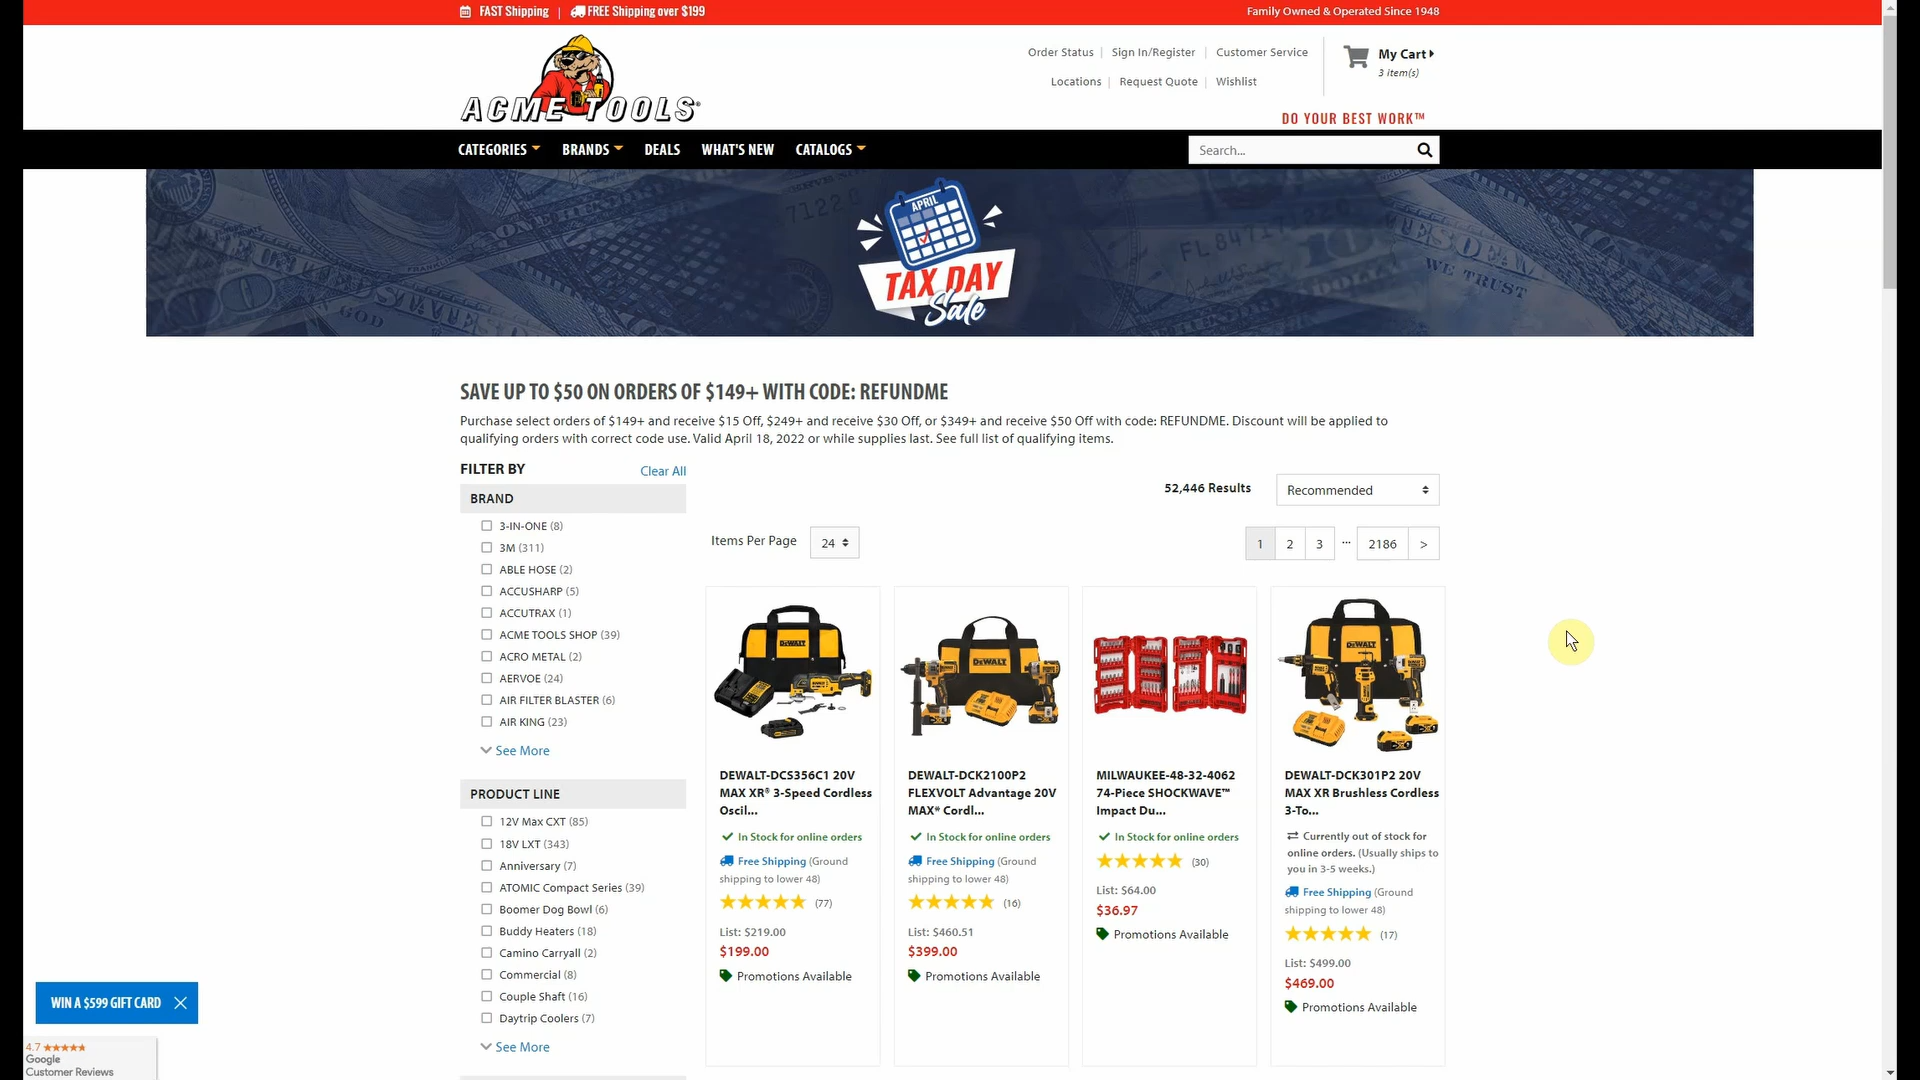 FAST Shipping | FREE Shipping over $199
Family Owned & Operated Since 1948
ACME TOOLS
Order Status | Sign In/Register | Customer Service
Locations | Request Quote | Wishlist
My Cart
3 item(s)
DO YOUR BEST WORK™
CATEGORIES BRANDS DEALS WHAT'S NEW CATALOGS
Search...
APRIL
TAX DAY
Sale
WE TRUST
GOD
SAVE UP TO $50 ON ORDERS OF $149+ WITH CODE: REFUNDME
Purchase select orders of $149+ and receive $15 Off, $249+ and receive $30 Off, or $349+ and receive $50 Off with code: REFUNDME. Discount will be applied to
qualifying orders with correct code use. Valid April 18, 2022 or while supplies last. See full list of qualifying items.
FILTER BY
Clear All
BRAND
3-IN-ONE (8)
3M (311)
ABLE HOSE (2)
ACCUSHARP (5)
ACCUTRAX (1)
ACME TOOLS SHOP (39)
ACRO METAL (2)
AERVOE (24)
AIR FILTER BLASTER (6)
AIR KING (23)
See More
PRODUCT LINE
12V Max CXT (85)
18V LXT (343)
Anniversary (7)
ATOMIC Compact Series (39)
Boomer Dog Bowl (6)
Buddy Heaters (18)
Camino Carryall (2)
Commercial (8)
Couple Shaft (16)
Daytrip Coolers (7)
See More
52,446 Results
Recommended
Items Per Page 24
1 2 3 ... 2186 >
DEWALT
DEWALT-DCS356C1 20V
MAX XR® 3-Speed Cordless
Oscil...
In Stock for online orders
Free Shipping (Ground
shipping to lower 48)
(77)
List: $219.00
$199.00
Promotions Available
DEWALT
DEWALT-DCK2100P2
FLEXVOLT Advantage 20V
MAX* Cordl...
In Stock for online orders
Free Shipping (Ground
shipping to lower 48)
(16)
List: $460.51
$399.00
Promotions Available
MILWAUKEE-48-32-4062
74-Piece SHOCKWAVE™
Impact Du...
In Stock for online orders
(30)
List: $64.00
$36.97
Promotions Available
DEWALT
DEWALT-DCK301P2 20V
MAX XR Brushless Cordless
3-To...
Currently out of stock for
online orders. (Usually ships to
you in 3-5 weeks.)
Free Shipping (Ground
shipping to lower 48)
(17)
List: $499.00
$469.00
Promotions Available
WIN A $599 GIFT CARD
4.7
Google
Customer Reviews